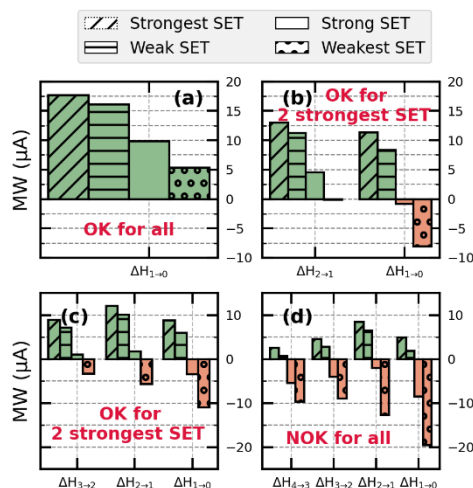 Strongest SET Strong SET
Weak SET Weakest SET
MW (μA)
(a)
OK for all
20
15
10
5
0
−5
−10
ΔH1→0
(b)
OK for
2 strongest SET
20
15
10
5
0
−5
−10
ΔH2→1 ΔH1→0
MW (μA)
10
0
−10
−20
(c)
OK for
2 strongest SET
ΔH3→2 ΔH2→1 ΔH1→0
(d)
NOK for all
10
0
−10
−20
ΔH4→3 ΔH3→2 ΔH2→1 ΔH1→0